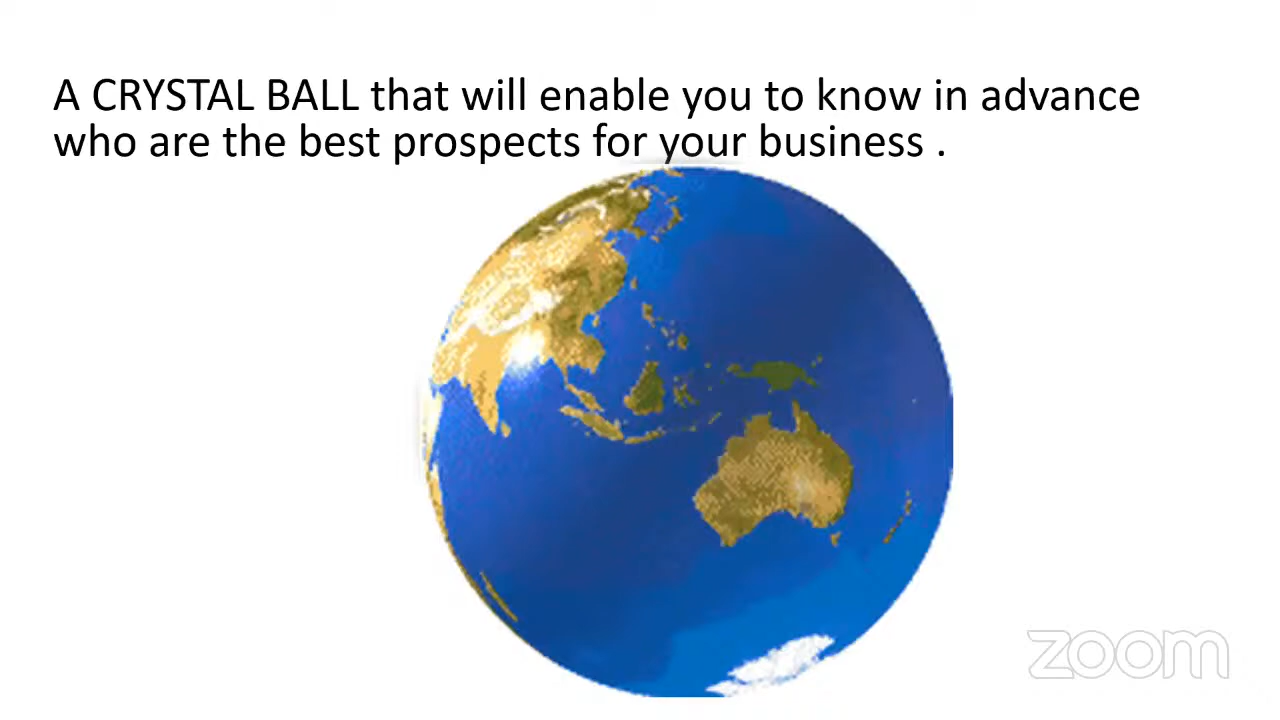 A CRYSTAL BALL that will enable you to know in advance
who are the best prospects for your business .
zoom